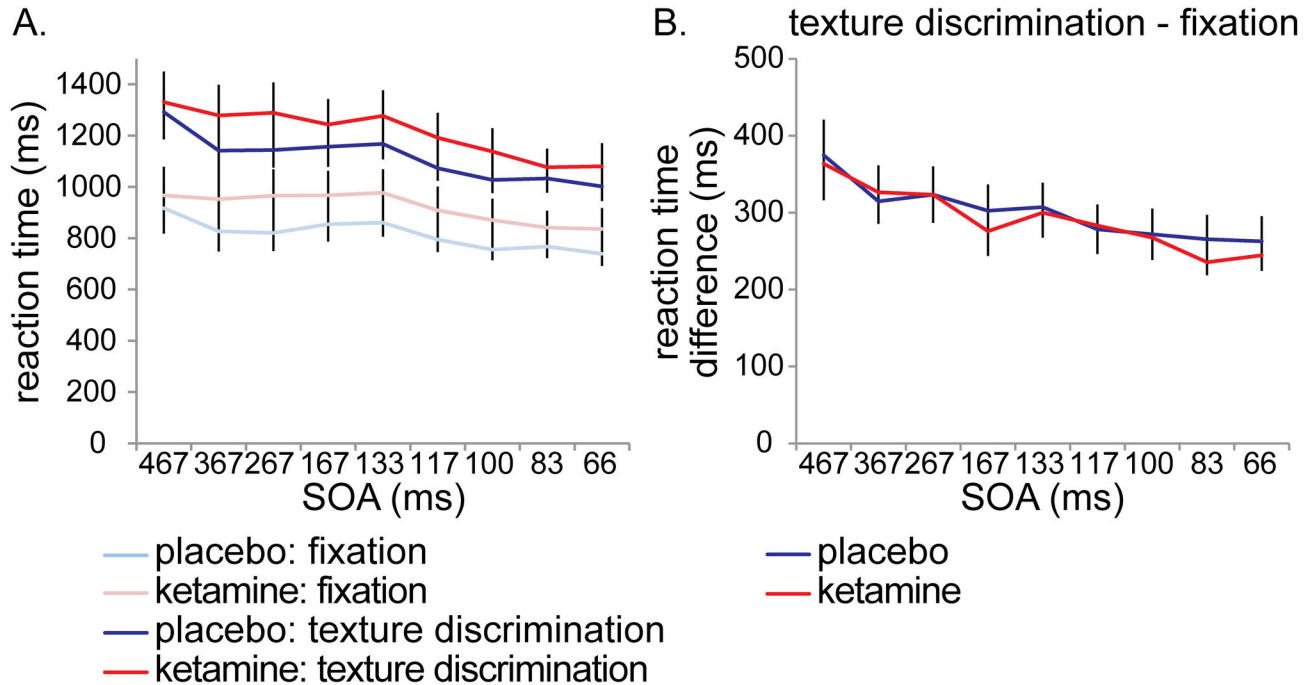 A.
reaction time (ms)
1400
1200
1000
800
600
400
200
0
467 367 267 167 133 117 100 83 66
SOA (ms)
placebo: fixation
ketamine: fixation
placebo: texture discrimination
ketamine: texture discrimination
B. texture discrimination - fixation
reaction time
difference (ms)
500
400
300
200
100
0
467 367 267 167 133 117 100 83 66
SOA (ms)
placebo
ketamine